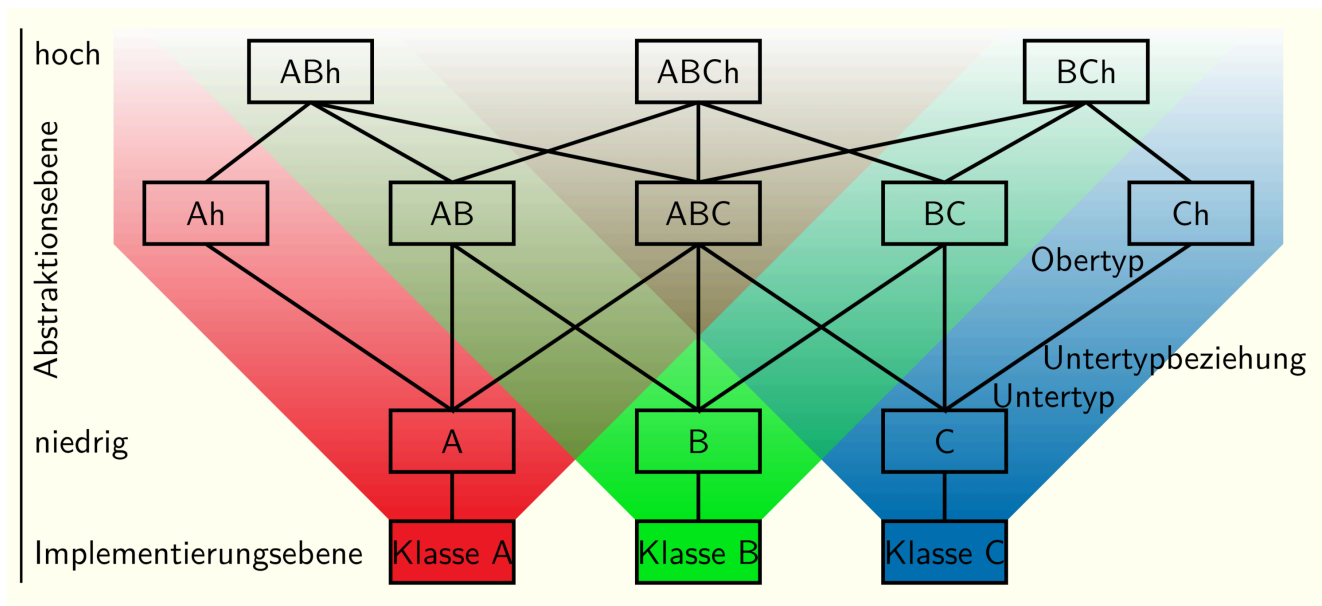 hoch
ABh
ABCh
BCh
Abstraktionsebene
Ah
AB
ABC
BC
Ch
Obertyp
Untertypbeziehung
Untertyp
niedrig
A
B
C
Implementierungsebene
Klasse A
Klasse B
Klasse C